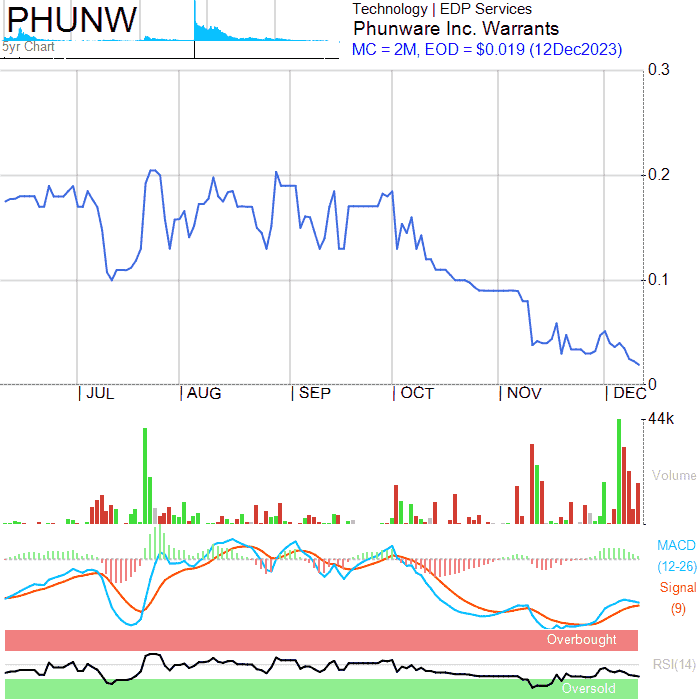 PHUNW
5yr Chart
Technology | EDP Services
Phunware Inc. Warrants
MC = 2M, EOD = $0.019 (12Dec2023)
0.3
0.2
0.1
0
|JUL |AUG |SEP |OCT |NOV |DEC
44k
Volume
MACD
(12-26)
Signal
(9)
Overbought
RSI(14)
Oversold